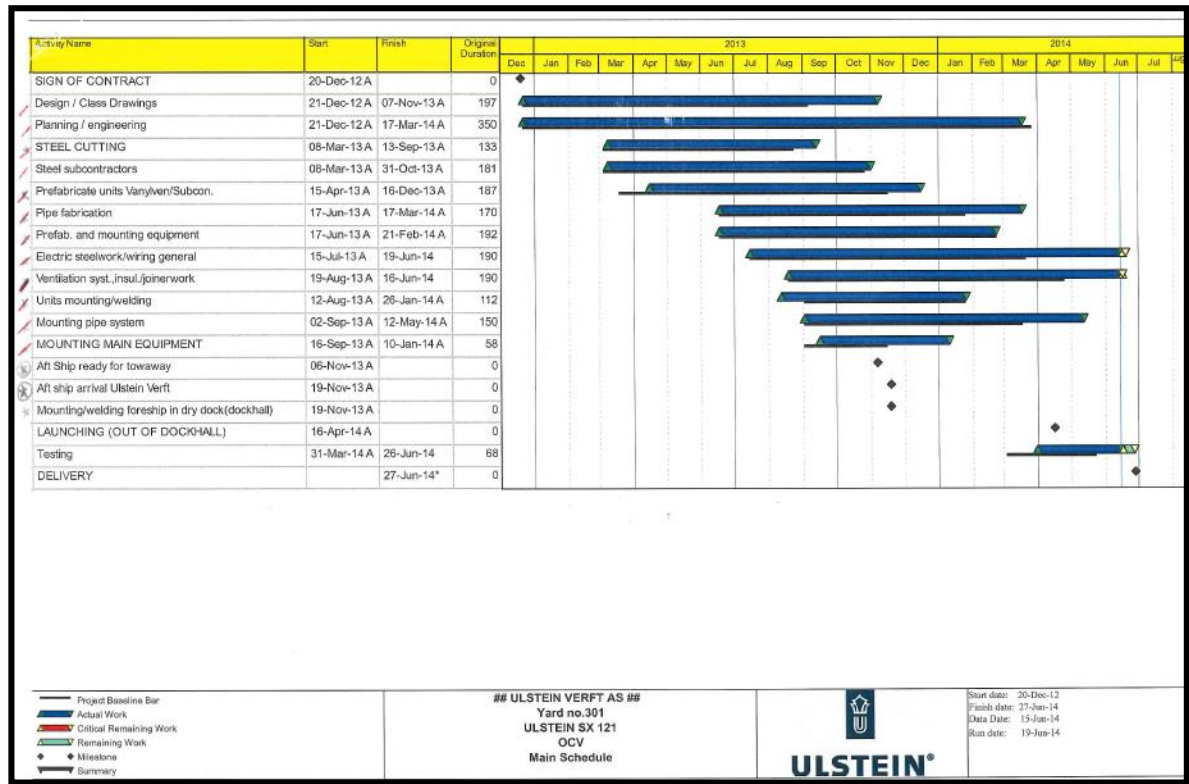 Activity Name Start Finish Original Duration 2013 2014
Dec Jan Feb Mar Apr May Jun Jul Aug Sep Oct Nov Dec Jan Feb Mar Apr May Jun Jul
SIGN OF CONTRACT 20-Dec-12 A 0
Design / Class Drawings 21-Dec-12 A 07-Nov-13 A 197
Planning / engineering 21-Dec-12 A 17-Mar-14 A 350
STEEL CUTTING 08-Mar-13 A 13-Sep-13 A 133
Steel subcontractors 08-Mar-13 A 31-Oct-13 A 181
Prefabricate units Vanylven/Subcon. 15-Apr-13 A 16-Dec-13 A 187
Pipe fabrication 17-Jun-13 A 17-Mar-14 A 170
Prefab. and mounting equipment 17-Jun-13 A 21-Feb-14 A 192
Electric steelwork/wiring general 15-Jul-13 A 19-Jun-14 190
Ventilation syst.,insul./joinerwork 19-Aug-13 A 16-Jun-14 190
Units mounting/welding 12-Aug-13 A 26-Jan-14 A 112
Mounting pipe system 02-Sep-13 A 12-May-14 A 150
MOUNTING MAIN EQUIPMENT 16-Sep-13 A 10-Jan-14 A 58
Aft Ship ready for towaway 06-Nov-13 A 0
Aft ship arrival Ulstein Verft 19-Nov-13 A 0
Mounting/welding foreship in dry dock(dockhall) 19-Nov-13 A 0
LAUNCHING (OUT OF DOCKHALL) 16-Apr-14 A 0
Testing 31-Mar-14 A 26-Jun-14 68
DELIVERY 27-Jun-14* 0
Project Baseline Bar
Actual Work
Critical Remaining Work
Remaining Work
Milestone
Summary
## ULSTEIN VERFT AS ##
Yard no.301
ULSTEIN SX 121
OCV
Main Schedule
ULSTEIN®
Start date: 20-Dec-12
Finish date: 27-Jun-14
Data Date: 15-Jun-14
Run date: 19-Jun-14